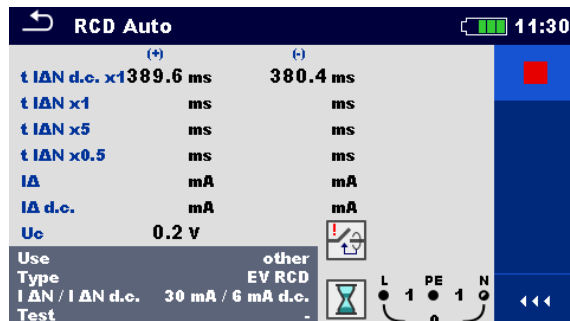 RCD Auto 11:30
(+) (-)
t IΔN d.c. x1 389.6 ms 380.4 ms
t IΔN x1 ms ms
t IΔN x5 ms ms
t IΔN x0.5 ms ms
IΔ mA mA
IΔ d.c. mA mA
Uc 0.2 V
Use other
Type EV RCD
I ΔN / I ΔN d.c. 30 mA / 6 mA d.c.
Test -
L PE N
1 1
0